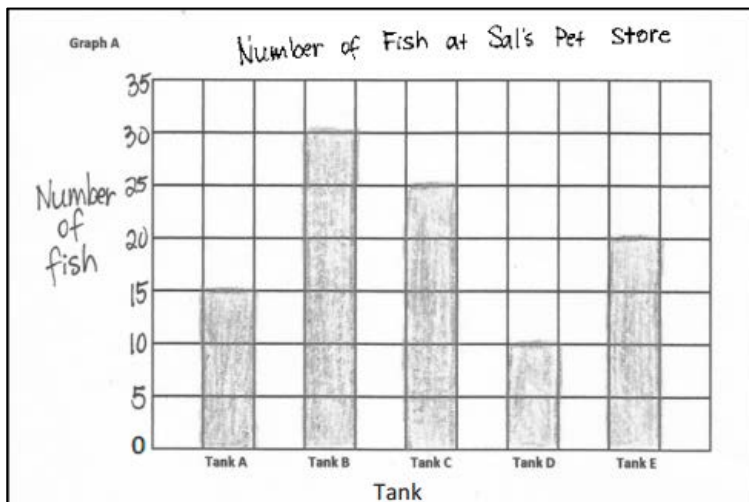 Graph A
Number of Fish at Sal's Pet Store
35
30
25
20
15
10
5
0
Number
of
fish
Tank A Tank B Tank C Tank D Tank E
Tank